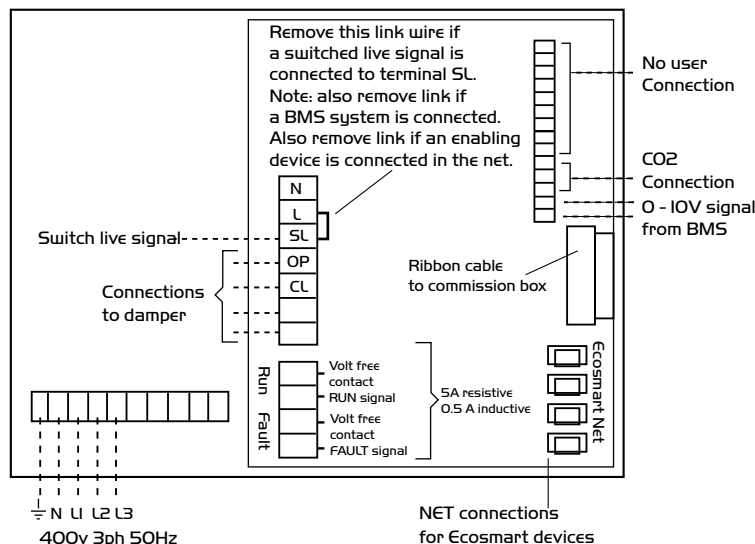 Remove this link wire if
a switched live signal is
connected to terminal SL.
Note: also remove link if
a BMS system is connected.
Also remove link if an enabling
device is connected in the net.
No user
Connection
CO2
Connection
0 - 10V signal
from BMS
N
L
SL
OP
CL
Switch live signal
Connections
to damper
Ribbon cable
to commission box
Run
Fault
Volt free
contact
RUN signal
Volt free
contact
FAULT signal
5A resistive
0.5 A inductive
Ecosmart Net
N L1 L2 L3
400v 3ph 50Hz
NET connections
for Ecosmart devices